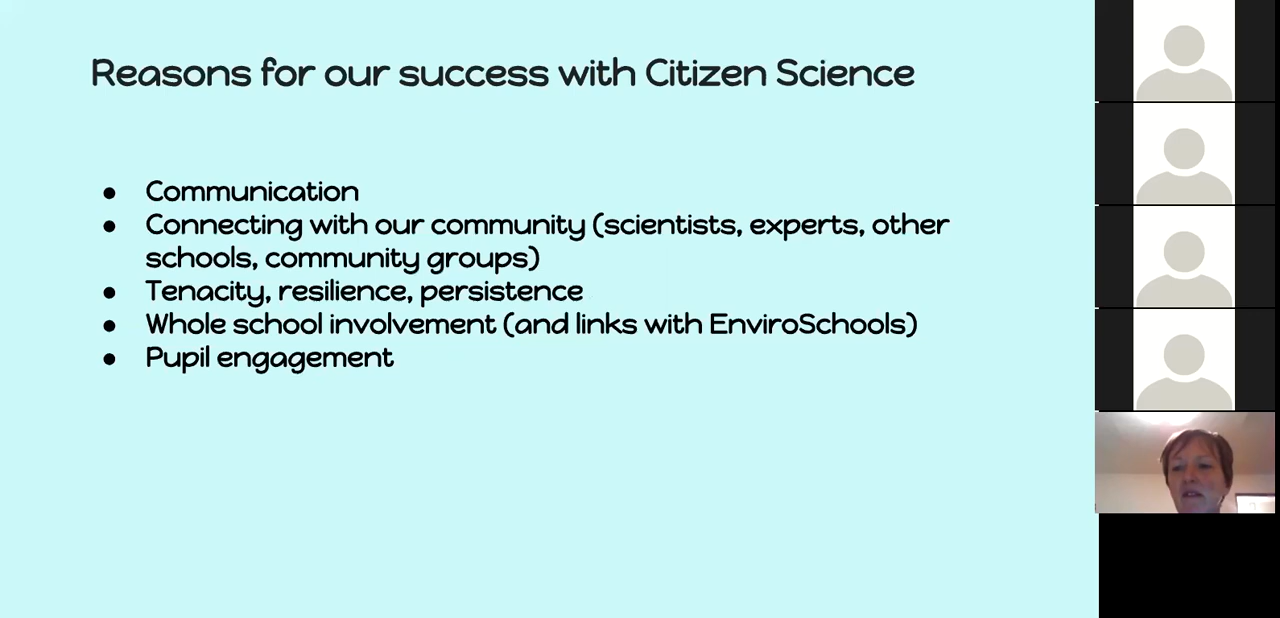 Reasons for our success with Citizen Science
● Communication
● Connecting with our community (scientists, experts, other
schools, community groups)
● Tenacity, resilience, persistence
● Whole school involvement (and links with EnviroSchools)
● Pupil engagement